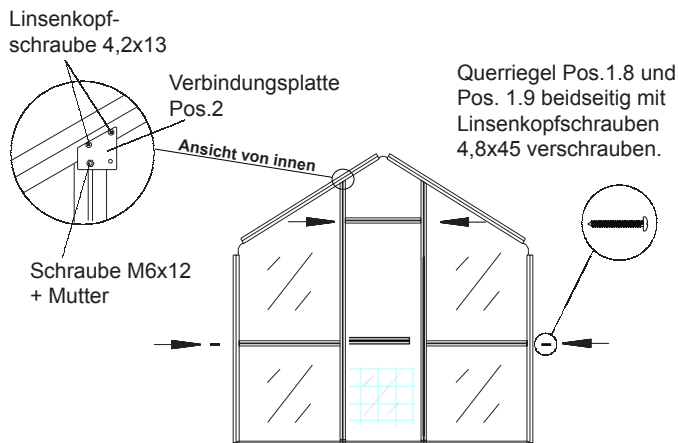 Linsenkopf-
schraube 4,2x13
Verbindungsplatte
Pos.2
Ansicht von innen
Schraube M6x12
+ Mutter
Querriegel Pos.1.8 und
Pos. 1.9 beidseitig mit
Linsenkopfschrauben
4,8x45 verschrauben.